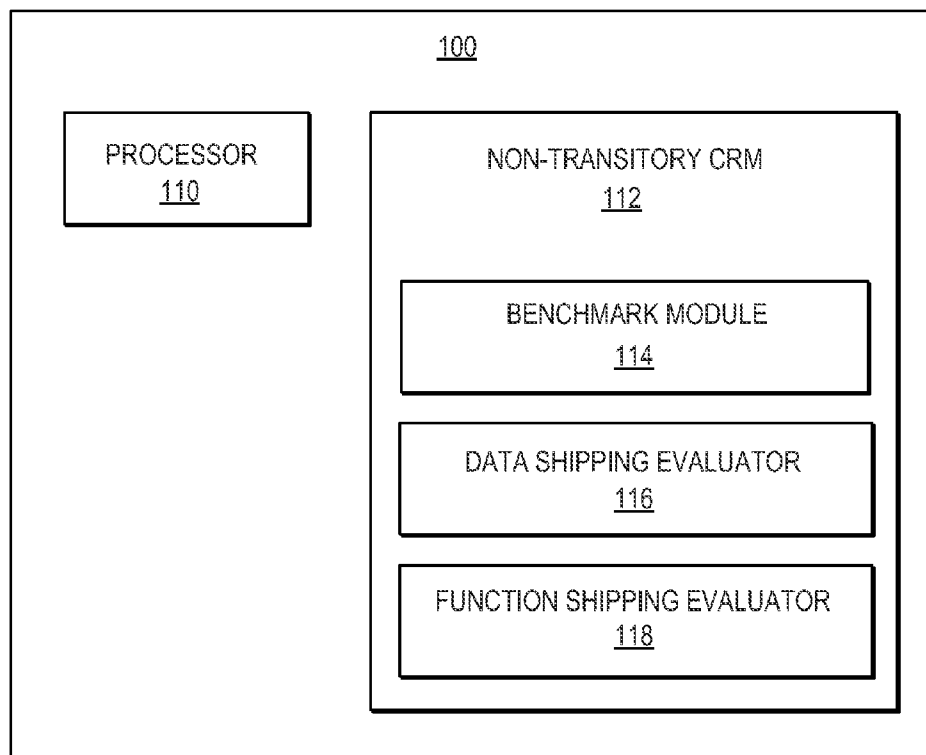 100
PROCESSOR
110
NON-TRANSITORY CRM
112
BENCHMARK MODULE
114
DATA SHIPPING EVALUATOR
116
FUNCTION SHIPPING EVALUATOR
118